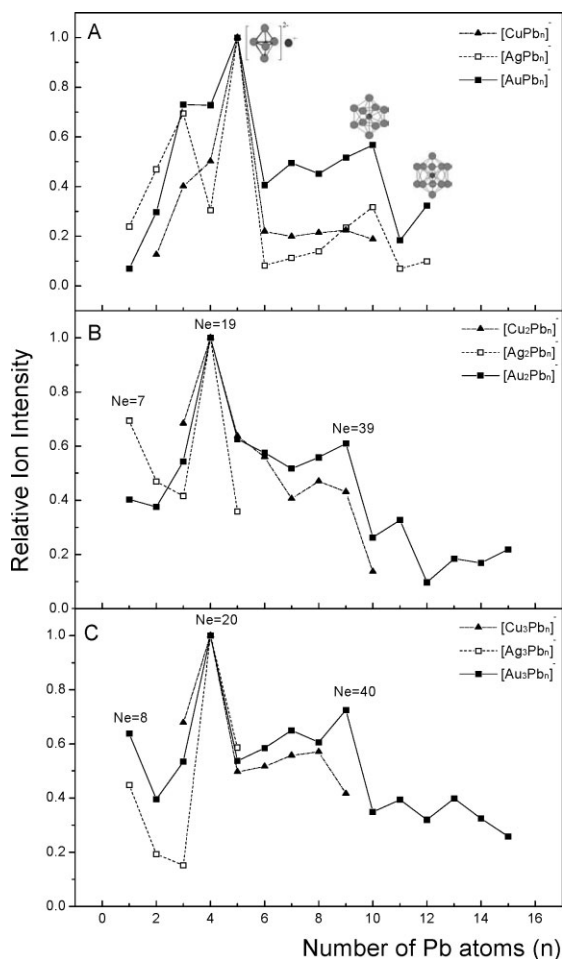 A
[CuPbn]-
[AgPbn]-
[AuPbn]-
[ ]2-
1.0
0.8
0.6
0.4
0.2
0.0
B
Ne=19
[Cu2Pbn]-
[Ag2Pbn]-
[Au2Pbn]-
1.0
0.8
Ne=7
Ne=39
0.6
0.4
0.2
0.0
Relative Ion Intensity
C
Ne=20
[Cu3Pbn]-
[Ag3Pbn]-
[Au3Pbn]-
1.0
0.8
Ne=8
Ne=40
0.6
0.4
0.2
0.0
0 2 4 6 8 10 12 14 16
Number of Pb atoms (n)